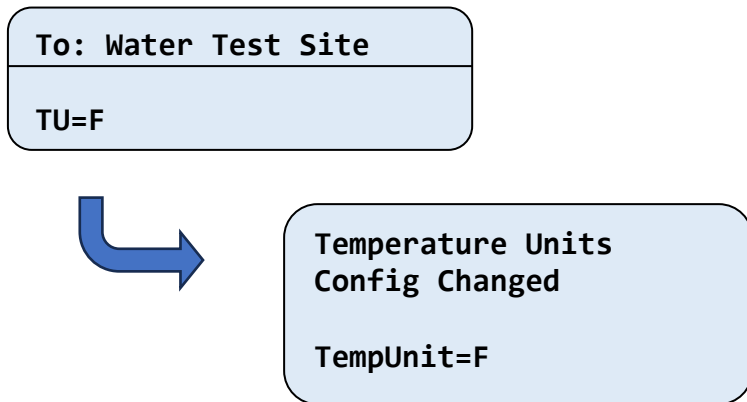 To: Water Test Site
TU=F
Temperature Units
Config Changed
TempUnit=F